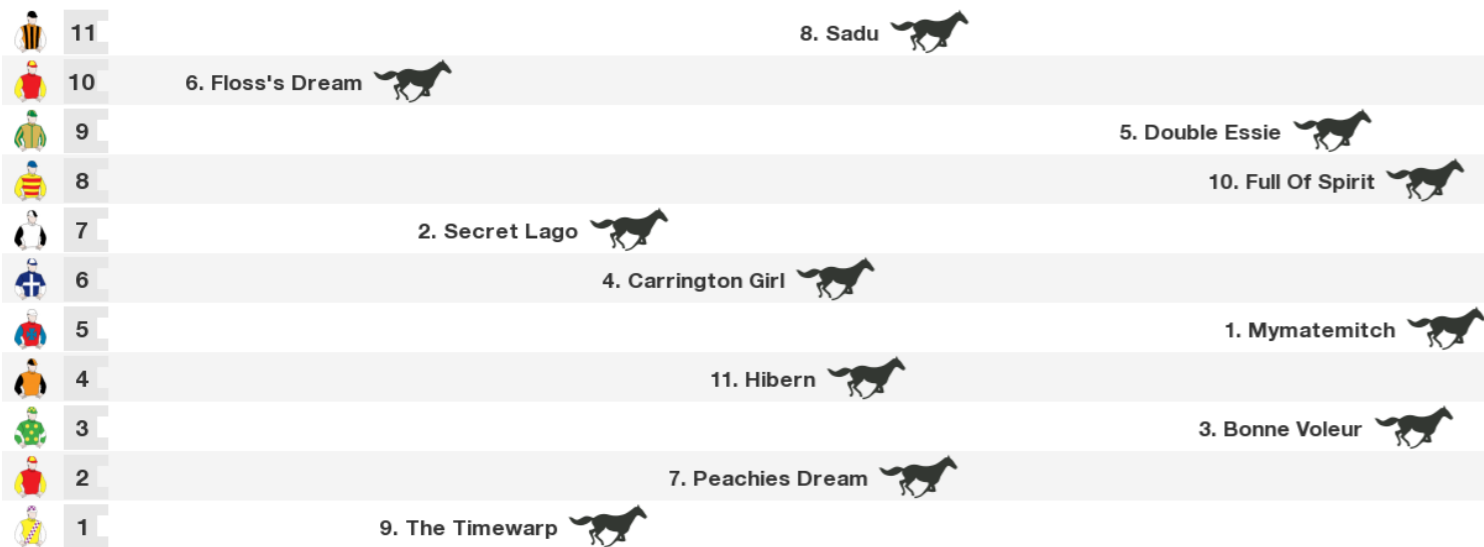 11 8. Sadu
10 6. Floss's Dream
9 5. Double Essie
8 10. Full Of Spirit
7 2. Secret Lago
6 4. Carrington Girl
5 1. Mymatemitch
4 11. Hibern
3 3. Bonne Voleur
2 7. Peachies Dream
1 9. The Timewarp